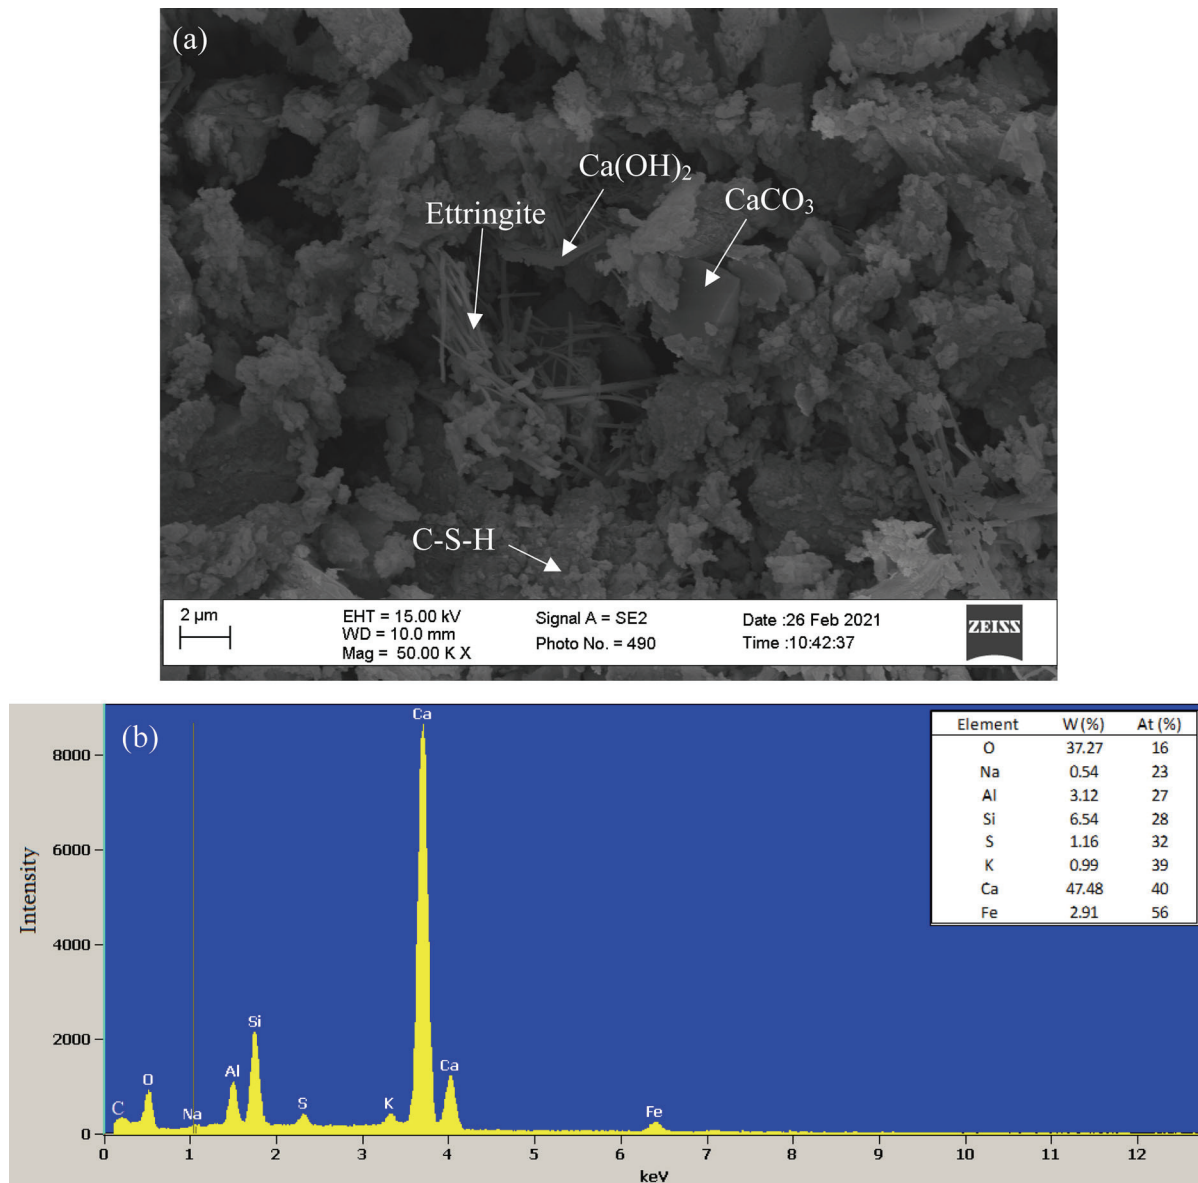 (a)
Ca(OH)₂
CaCO₃
Ettringite
C-S-H
2 µm
EHT = 15.00 kV
WD = 10.0 mm
Mag = 50.00 K X
Signal A = SE2
Photo No. = 490
Date :26 Feb 2021
Time :10:42:37
ZEISS
(b)
Element W (%) At (%)
O 37.27 16
Na 0.54 23
Al 3.12 27
Si 6.54 28
S 1.16 32
K 0.99 39
Ca 47.48 40
Fe 2.91 56
Intensity
8000
6000
4000
2000
0
C
O
Na
Al
Si
S
K
Ca
Ca
Fe
0 1 2 3 4 5 6 7 8 9 10 11 12
keV